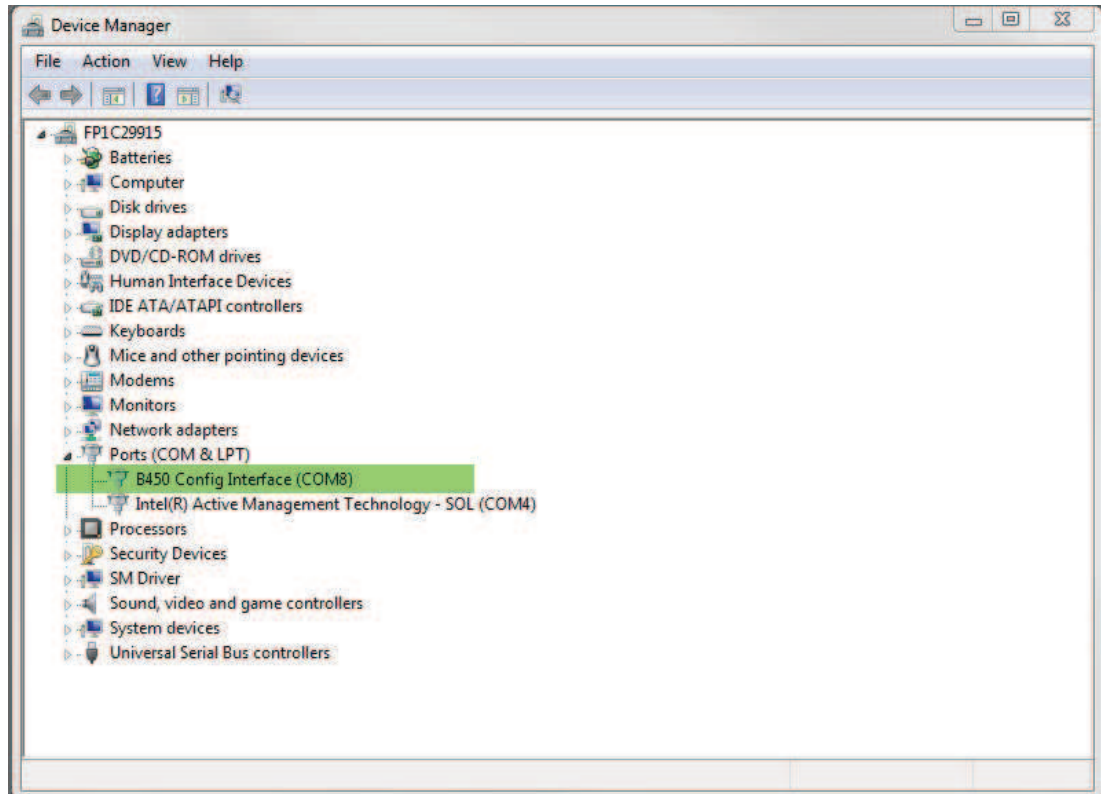 Device Manager
File Action View Help
FP1C29915
Batteries
Computer
Disk drives
Display adapters
DVD/CD-ROM drives
Human Interface Devices
IDE ATA/ATAPI controllers
Keyboards
Mice and other pointing devices
Modems
Monitors
Network adapters
Ports (COM & LPT)
B450 Config Interface (COM8)
Intel(R) Active Management Technology - SOL (COM4)
Processors
Security Devices
SM Driver
Sound, video and game controllers
System devices
Universal Serial Bus controllers